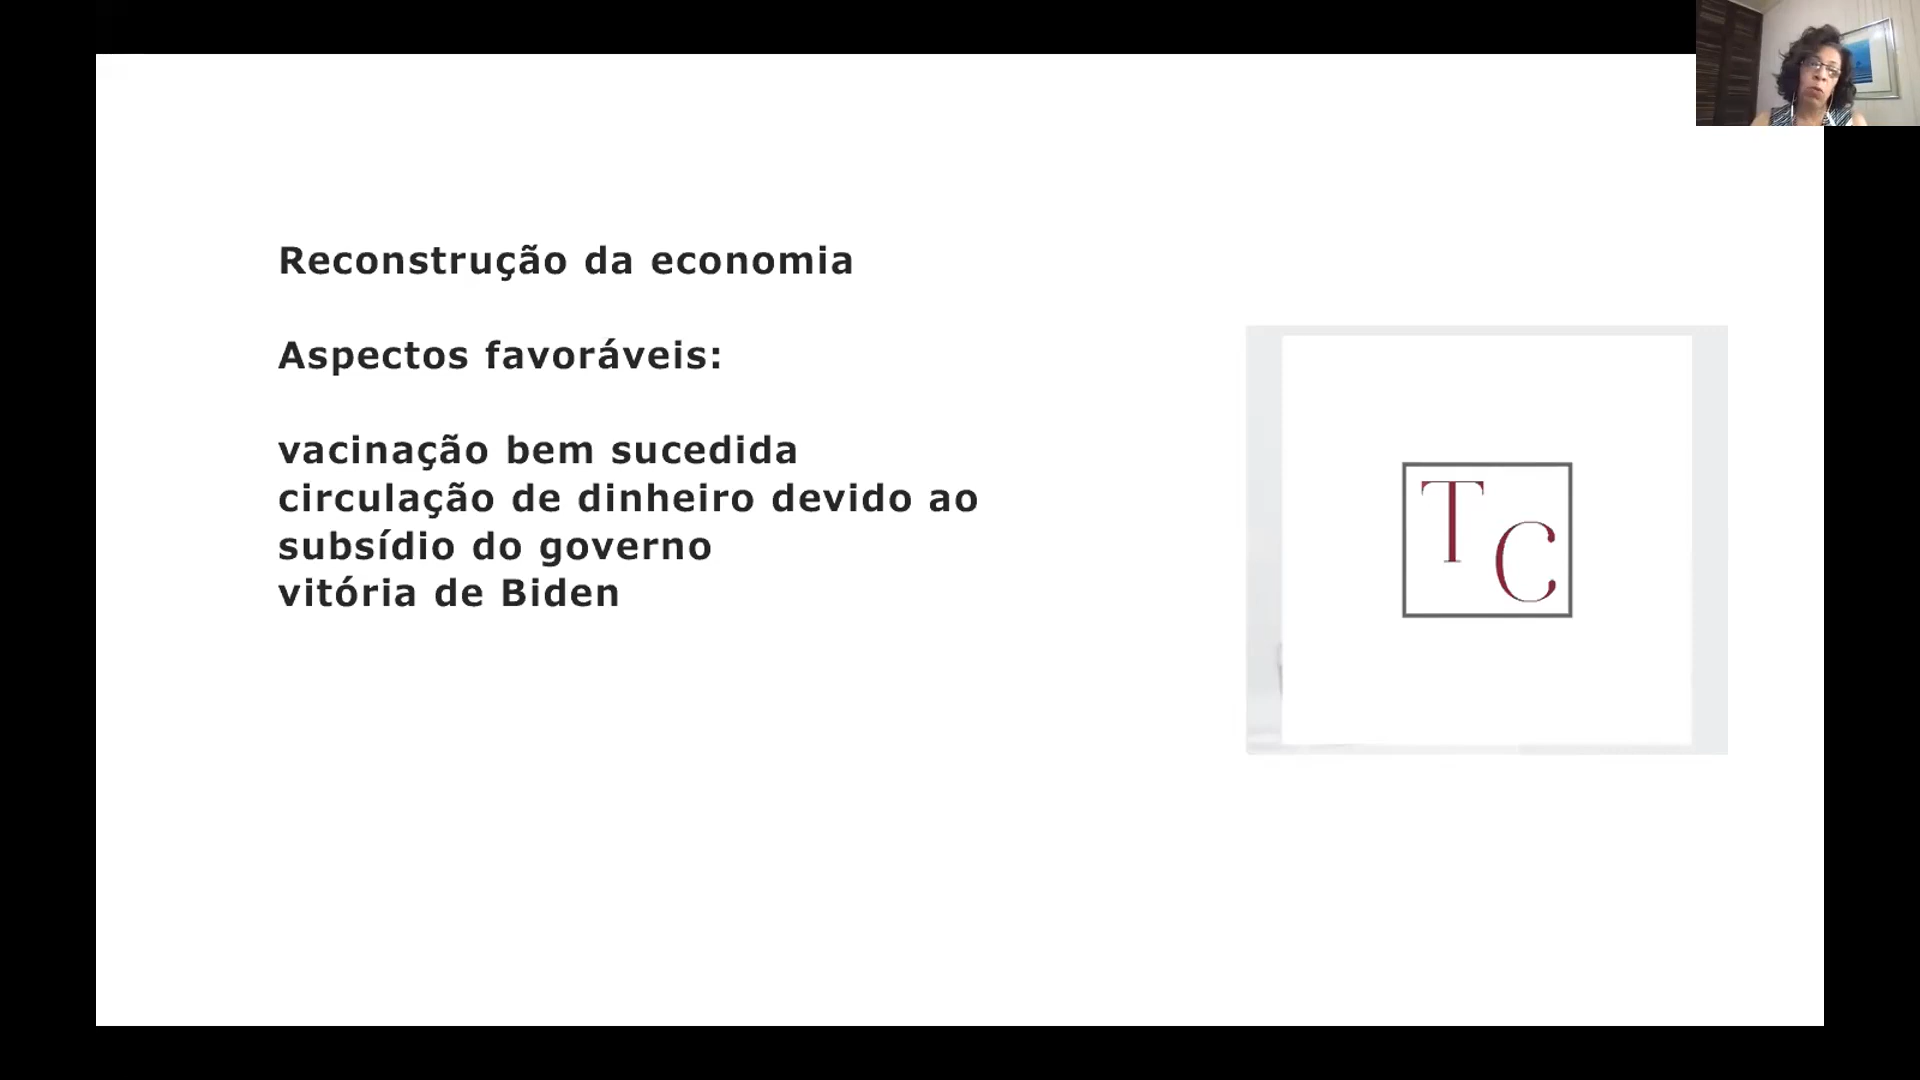 Reconstrução da economia
Aspectos favoráveis:
vacinação bem sucedida
circulação de dinheiro devido ao
subsídio do governo
vitória de Biden
T
C